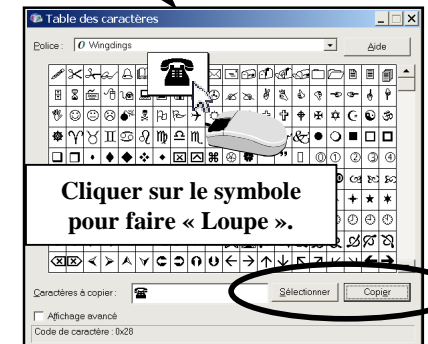 Table des caractères
Police : Wingdings
Aide
Cliquer sur le symbole
pour faire « Loupe ».
Caractères à copier : ☎
Sélectionner
Copier
Affichage avancé
Code de caractère : 0x28